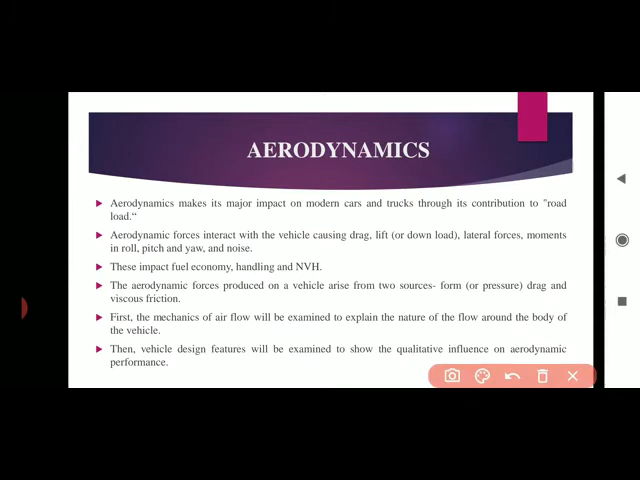 AERODYNAMICS
Aerodynamics makes its major impact on modern cars and trucks through its contribution to "road
load.“
Aerodynamic forces interact with the vehicle causing drag, lift (or down load), lateral forces, moments
in roll, pitch and yaw, and noise.
These impact fuel economy, handling and NVH.
The aerodynamic forces produced on a vehicle arise from two sources- form (or pressure) drag and
viscous friction.
First, the mechanics of air flow will be examined to explain the nature of the flow around the body of
the vehicle.
Then, vehicle design features will be examined to show the qualitative influence on aerodynamic
performance.